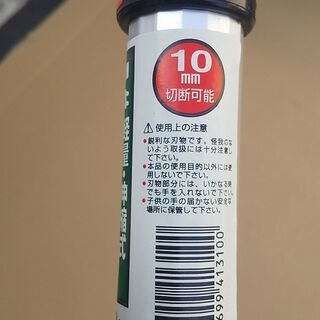 10
mm
切断可能
⚠使用上の注意
●鋭利な刃物です。怪我のな
いよう取扱には十分注意し
て下さい。
●本品の使用目的以外には使
用しないで下さい。
●刃物部分には、いかなる時
でも手を入れないで下さい。
●子供の手の届かない安全な
場所に保管して下さい。
699 413100
軽量